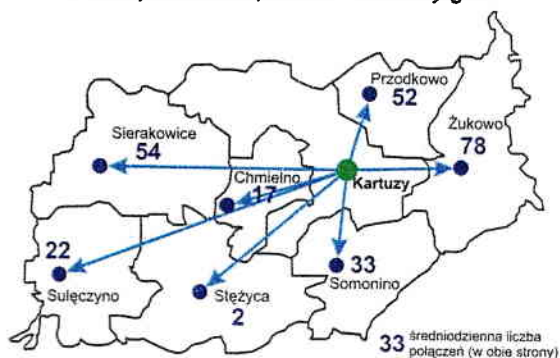 Przodkowo
52
Żukowo
78
Sierakowice
54
Chmielno
17
Kartuzy
22
Sulęczyno
Stężyca
2
33
Somonino
33 średniodzienna liczba
połączeń (w obie strony)